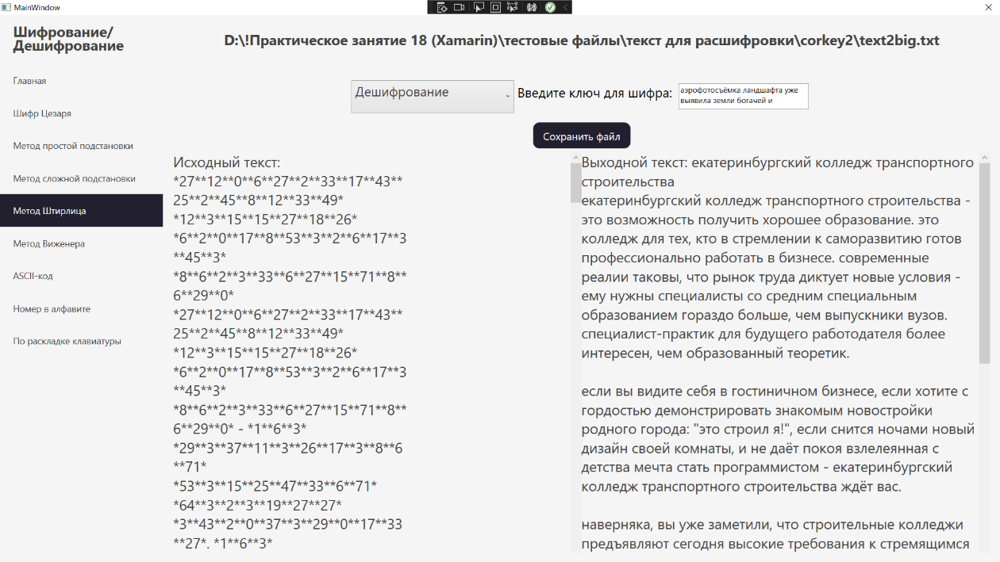 MainWindow
Шифрование/
Дешифрование
Главная
Шифр Цезаря
Метод простой подстановки
Метод сложной подстановки
Метод Штирлица
Метод Виженера
ASCII-код
Номер в алфавите
По раскладке клавиатуры
D:\!Практическое занятие 18 (Xamarin)\тестовые файлы\текст для расшифровки\corkey2\text2big.txt
Дешифрование
Введите ключ для шифра:
аэрофотосъёмка ландшафта уже
выявила земли богачей и
Сохранить файл
Исходный текст:
*27**12**0**6**27**2**33**17**43**
25**2**45**8**12**33**49*
*12**3**15**15**27**18**26*
*6**2**0**17**8**53**3**2**6**17**3
**45**3*
*8**6**2**3**33**6**27**15**71**8**
6**29**0*
*27**12**0**6**27**2**33**17**43**
25**2**45**8**12**33**49*
*12**3**15**15**27**18**26*
*6**2**0**17**8**53**3**2**6**17**3
**45**3*
*8**6**2**3**33**6**27**15**71**8**
6**29**0* - *1**6**3*
*29**3**37**11**3**26**17**3**8**6
**71*
*53**3**15**25**47**33**6**71*
*64**3**2**3**19**27**27*
*3**43**2**0**37**3**29**0**17**33
**27*. *1**6**3*
Выходной текст: екатеринбургский колледж транспортного
строительства
екатеринбургский колледж транспортного строительства -
это возможность получить хорошее образование. это
колледж для тех, кто в стремлении к саморазвитию готов
профессионально работать в бизнесе. современные
реалии таковы, что рынок труда диктует новые условия -
ему нужны специалисты со средним специальным
образованием гораздо больше, чем выпускники вузов.
специалист-практик для будущего работодателя более
интересен, чем образованный теоретик.
если вы видите себя в гостиничном бизнесе, если хотите с
гордостью демонстрировать знакомым новостройки
родного города: "это строил я!", если снится ночами новый
дизайн своей комнаты, и не даёт покоя взлелеянная с
детства мечта стать программистом - екатеринбургский
колледж транспортного строительства ждёт вас.
наверняка, вы уже заметили, что строительные колледжи
предъявляют сегодня высокие требования к стремящимся